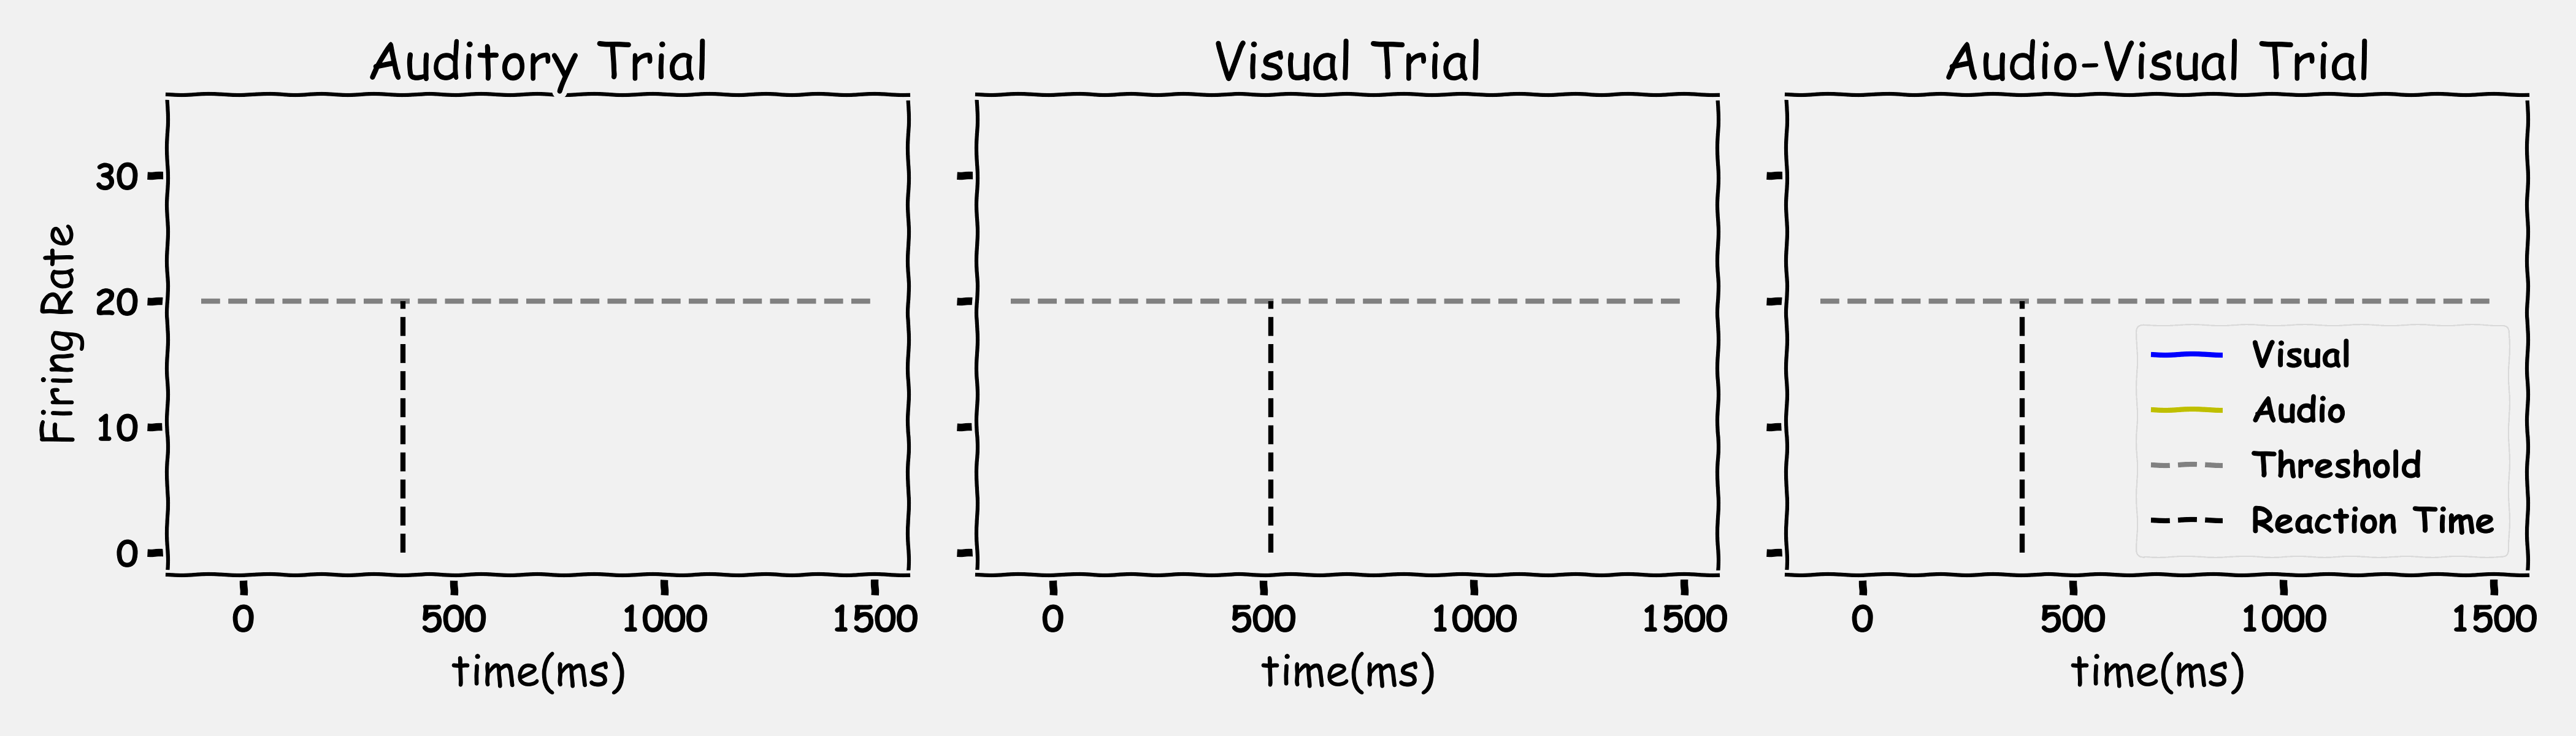 Auditory Trial
Visual Trial
Audio-Visual Trial
Firing Rate
30
20
10
0
0 500 1000 1500
time(ms)
0 500 1000 1500
time(ms)
Visual
Audio
Threshold
Reaction Time
0 500 1000 1500
time(ms)